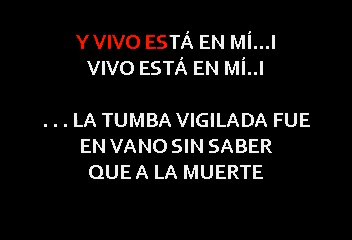 Y VIVO ESTÁ EN MÍ...I
VIVO ESTÁ EN MÍ..I
. . . LA TUMBA VIGILADA FUE
EN VANO SIN SABER
QUE A LA MUERTE